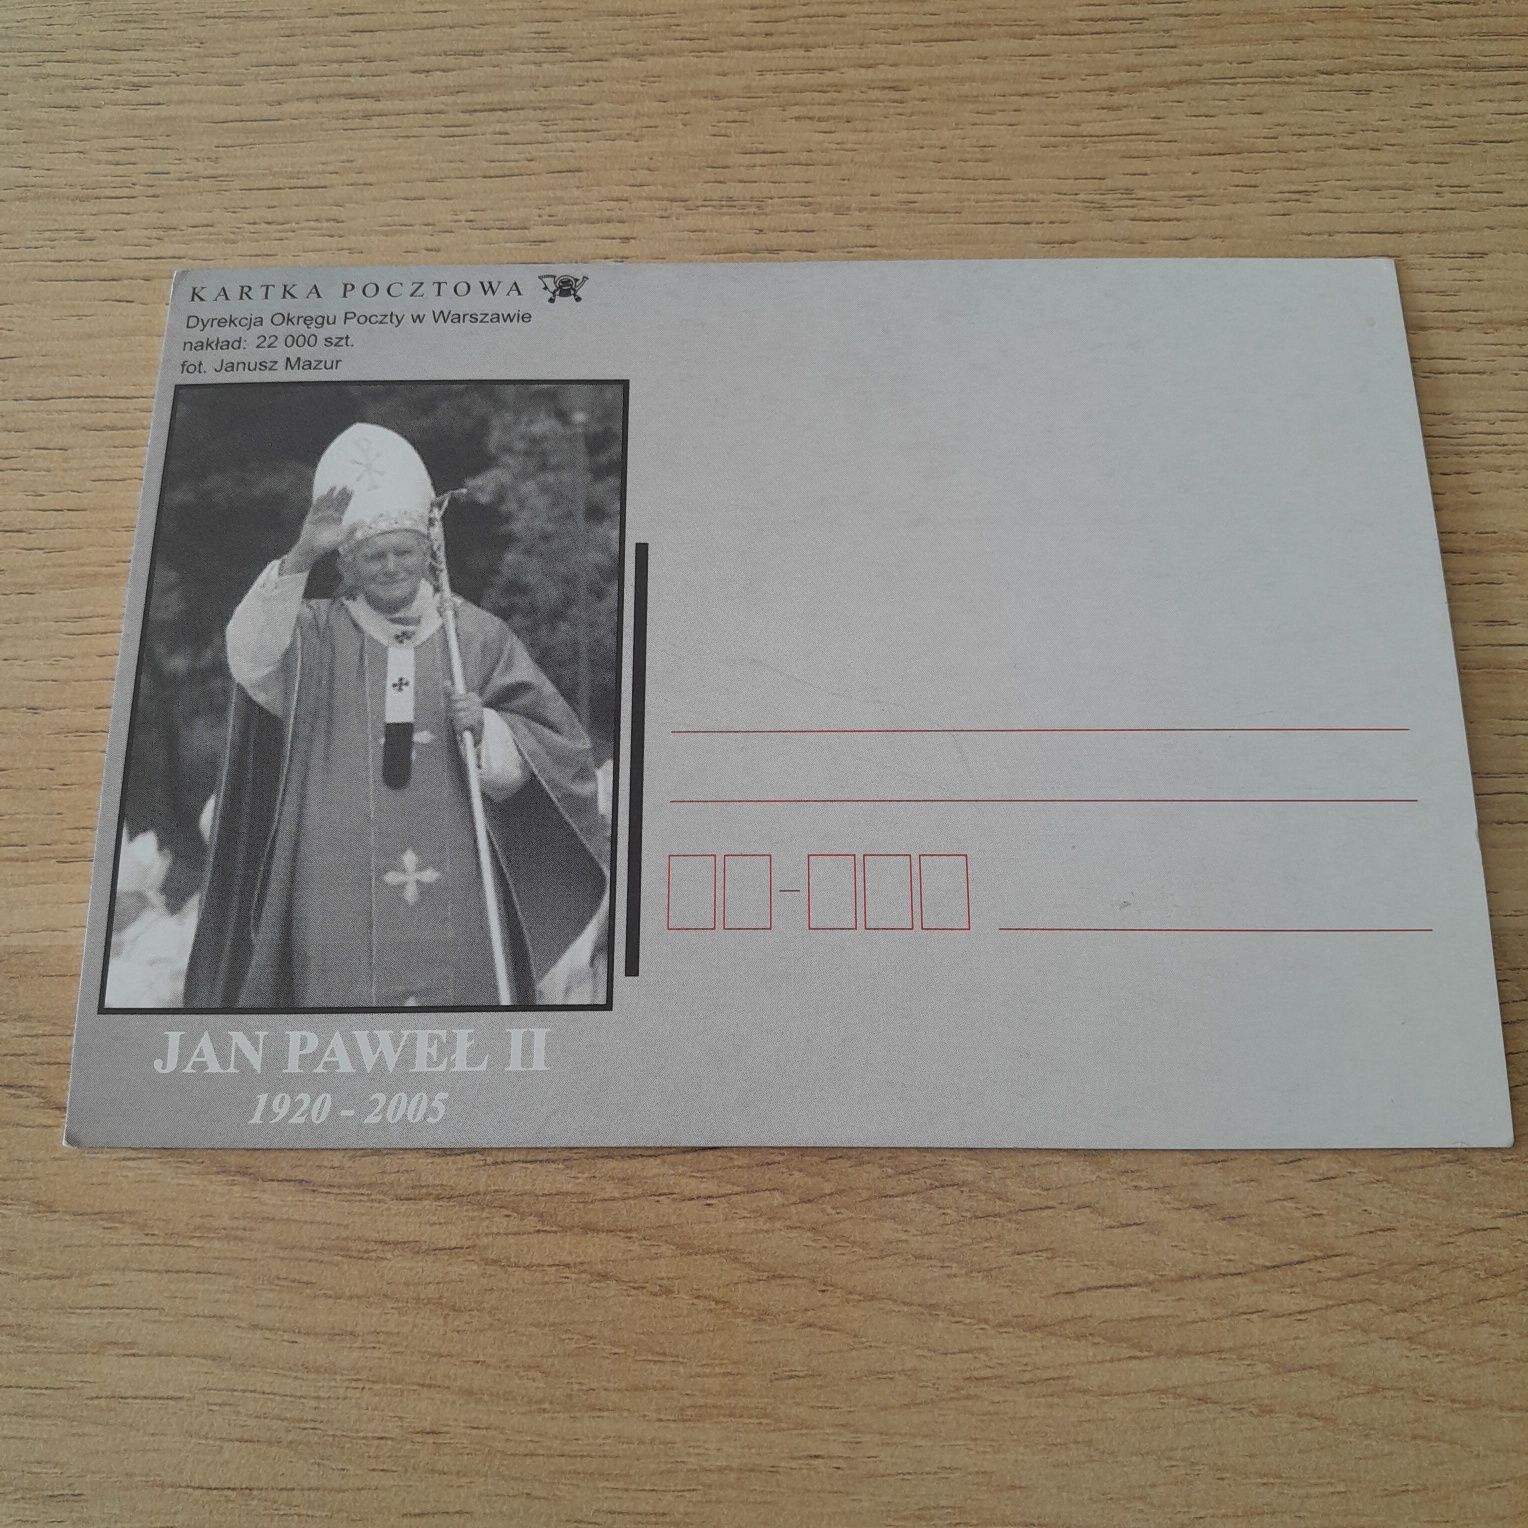 KARTKA POCZTOWA
Dyrekcja Okręgu Poczty w Warszawie
nakład: 22 000 szt.
fot. Janusz Mazur
JAN PAWEŁ II
1920 - 2005